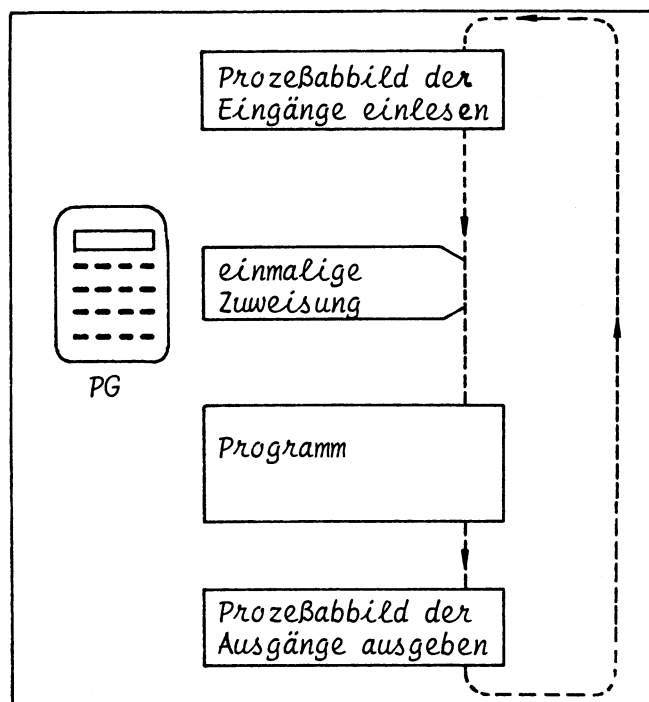 Prozeßabbild der
Eingänge einlesen
einmalige
Zuweisung
PG
Programm
Prozeßabbild der
Ausgänge ausgeben